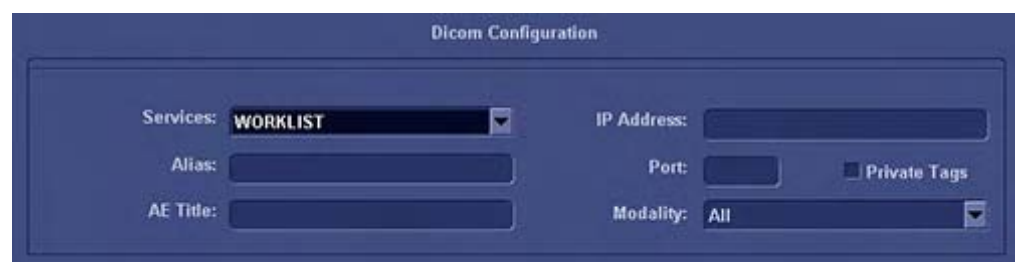 Dicom Configuration
Services: WORKLIST
IP Address:
Alias:
Port:
Private Tags
AE Title:
Modality: All